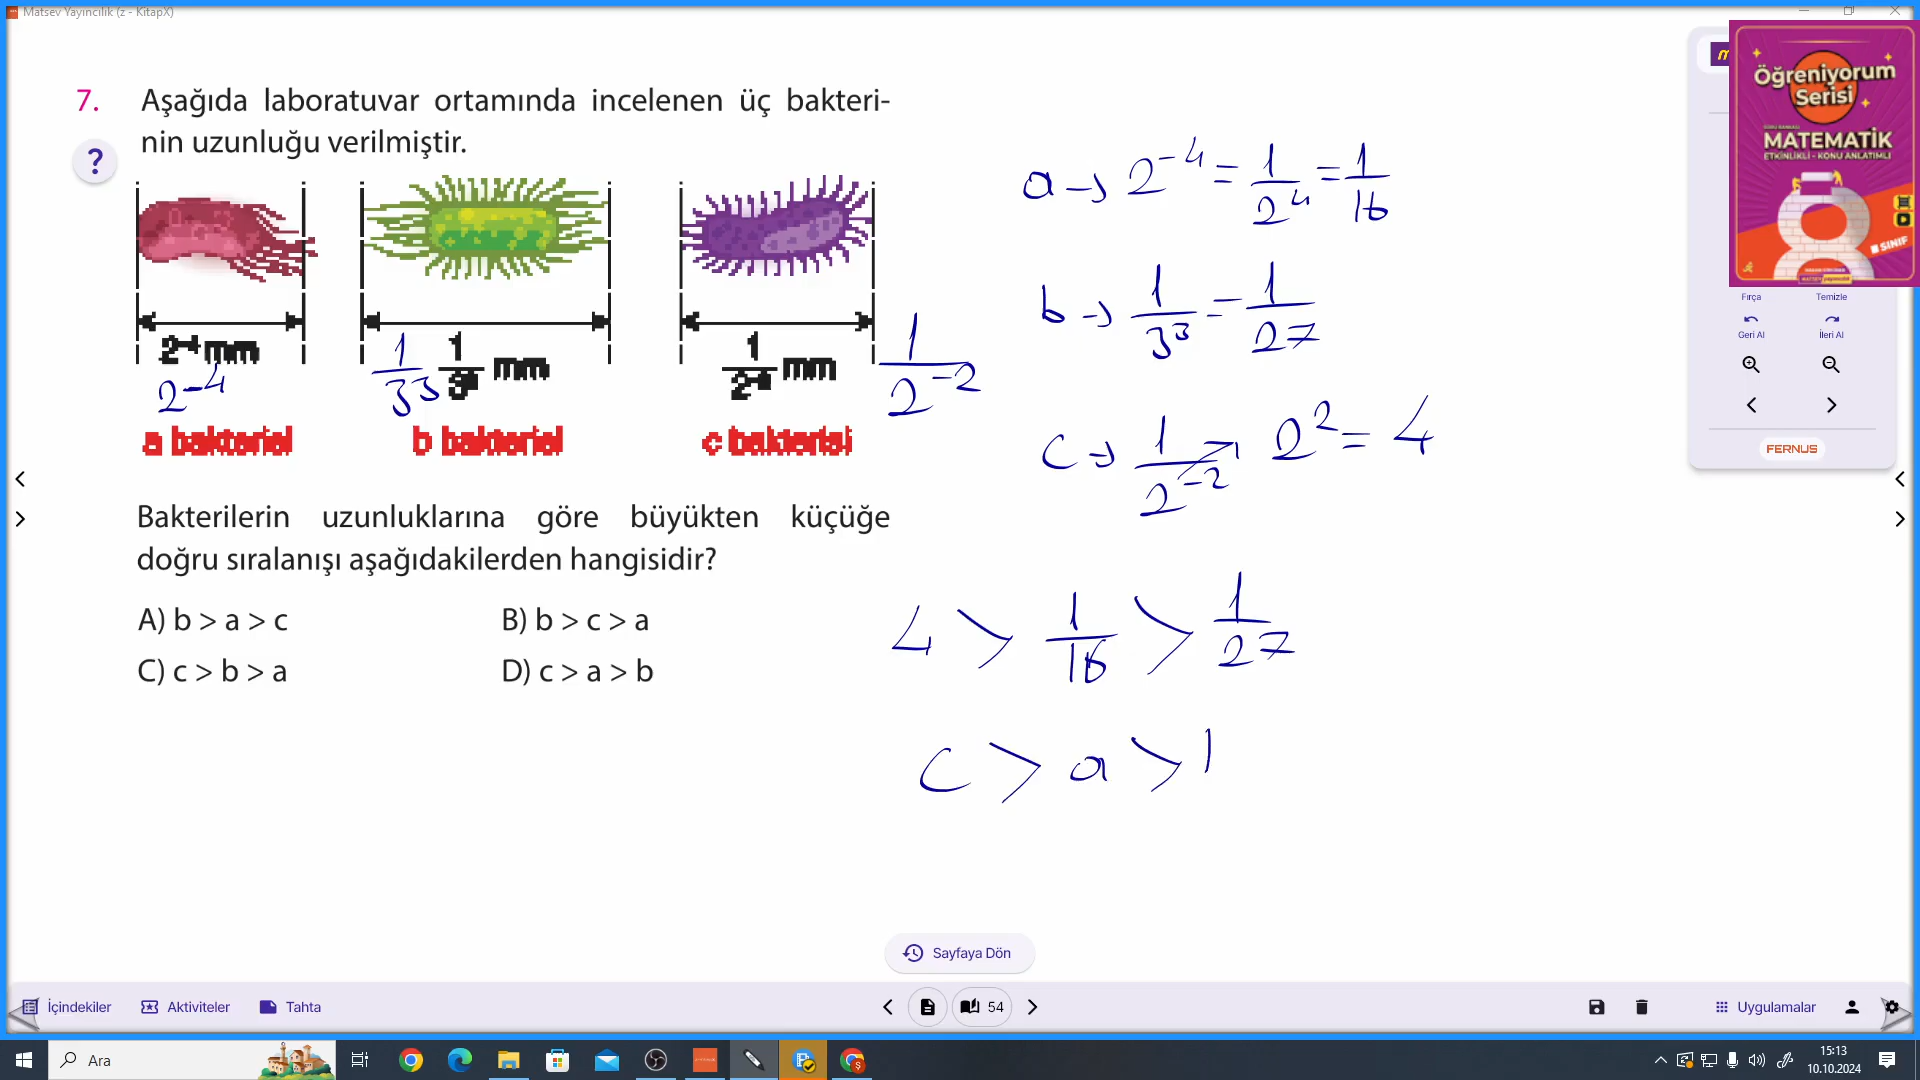 Matsev Yayıncılık (z - KitapX)
7. Aşağıda laboratuvar ortamında incelenen üç bakteri-
nin uzunluğu verilmiştir.
?
2⁻⁴ mm
mm
mm
2⁻⁴
1/3³
1/2⁻²
a bakterisi
b bakterisi
c bakterisi
Bakterilerin uzunluklarına göre büyükten küçüğe
doğru sıralanışı aşağıdakilerden hangisidir?
A) b > a > c
B) b > c > a
C) c > b > a
D) c > a > b
a → 2⁻⁴ = 1/2⁴ = 1/16
b → 1/3³ = 1/27
c → 1/2⁻² → 2² = 4
4 > 1/16 > 1/27
c > a > 1
Öğreniyorum
Serisi
MATEMATİK
ETKİNLİKLİ - KONU ANLATIMLI
8
SINIF
Fırça
Temizle
Geri Al
İleri Al
FERNUS
Sayfaya Dön
İçindekiler
Aktiviteler
Tahta
54
Uygulamalar
Ara
15:13
10.10.2024